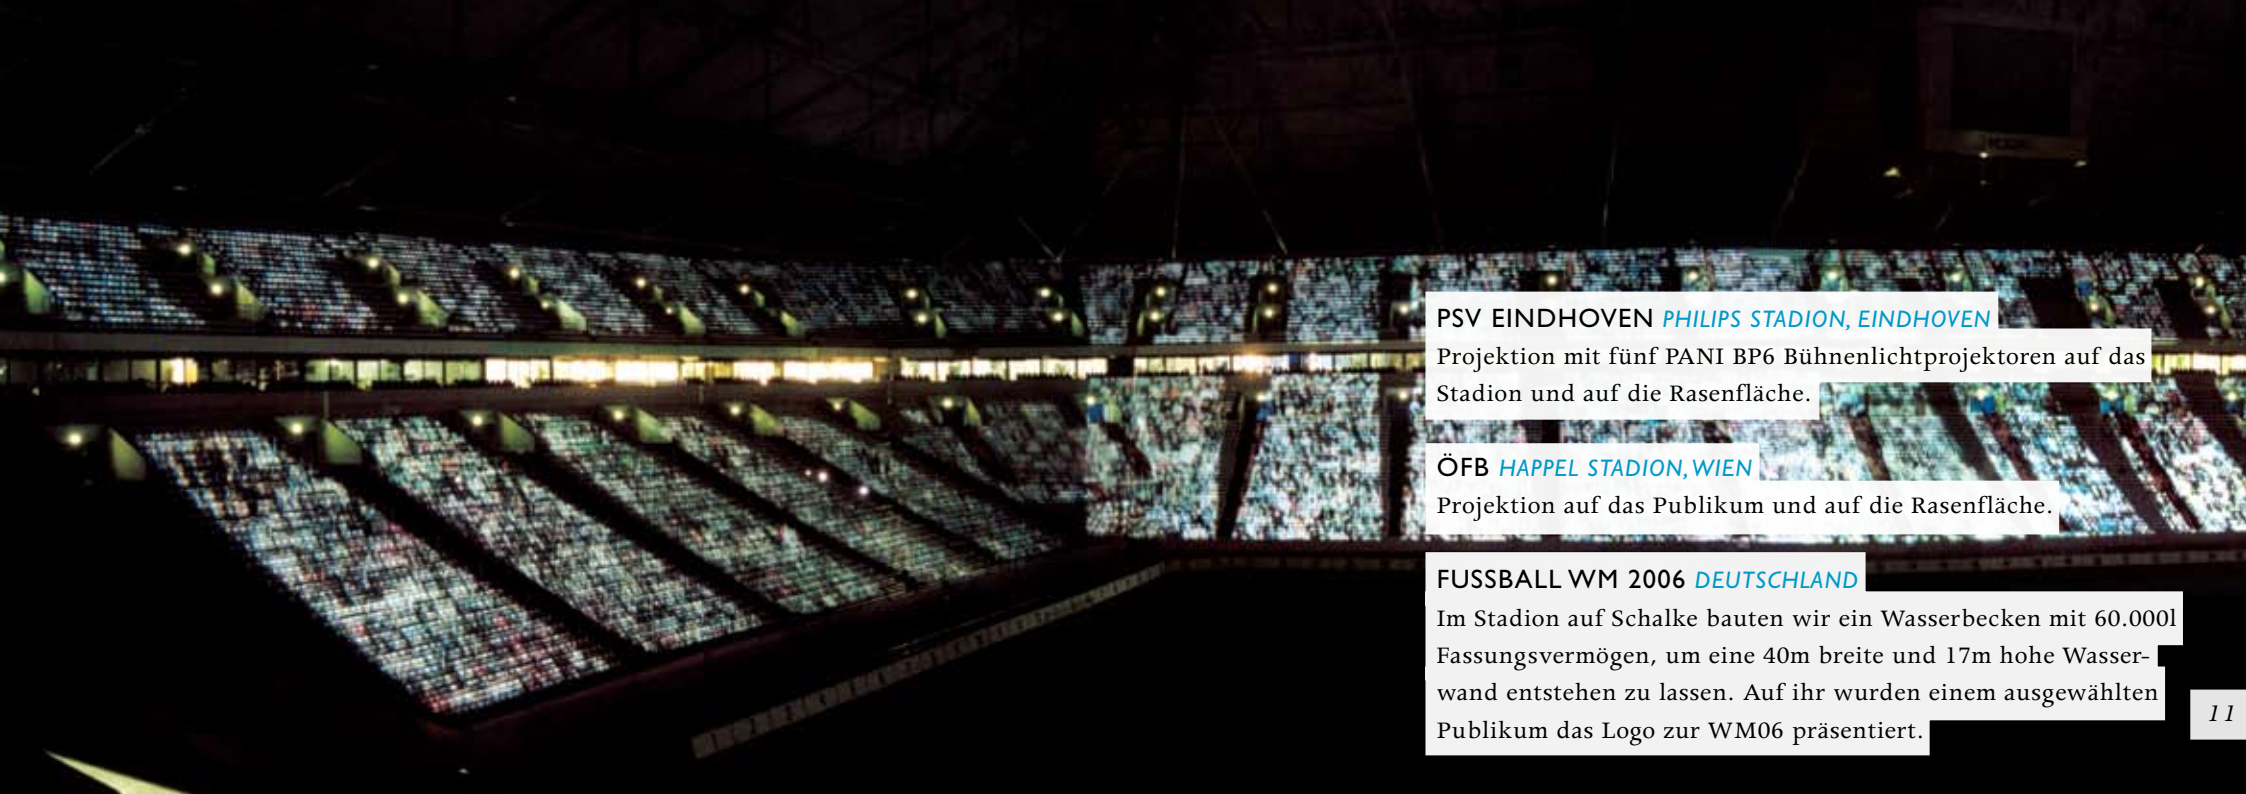 PSV EINDHOVEN PHILIPS STADION, EINDHOVEN
Projektion mit fünf PANI BP6 Bühnenlichtprojektoren auf das
Stadion und auf die Rasenfläche.
ÖFB HAPPEL STADION, WIEN
Projektion auf das Publikum und auf die Rasenfläche.
FUSSBALL WM 2006 DEUTSCHLAND
Im Stadion auf Schalke bauten wir ein Wasserbecken mit 60.000l
Fassungsvermögen, um eine 40m breite und 17m hohe Wasser-
wand entstehen zu lassen. Auf ihr wurden einem ausgewählten
Publikum das Logo zur WM06 präsentiert.
11